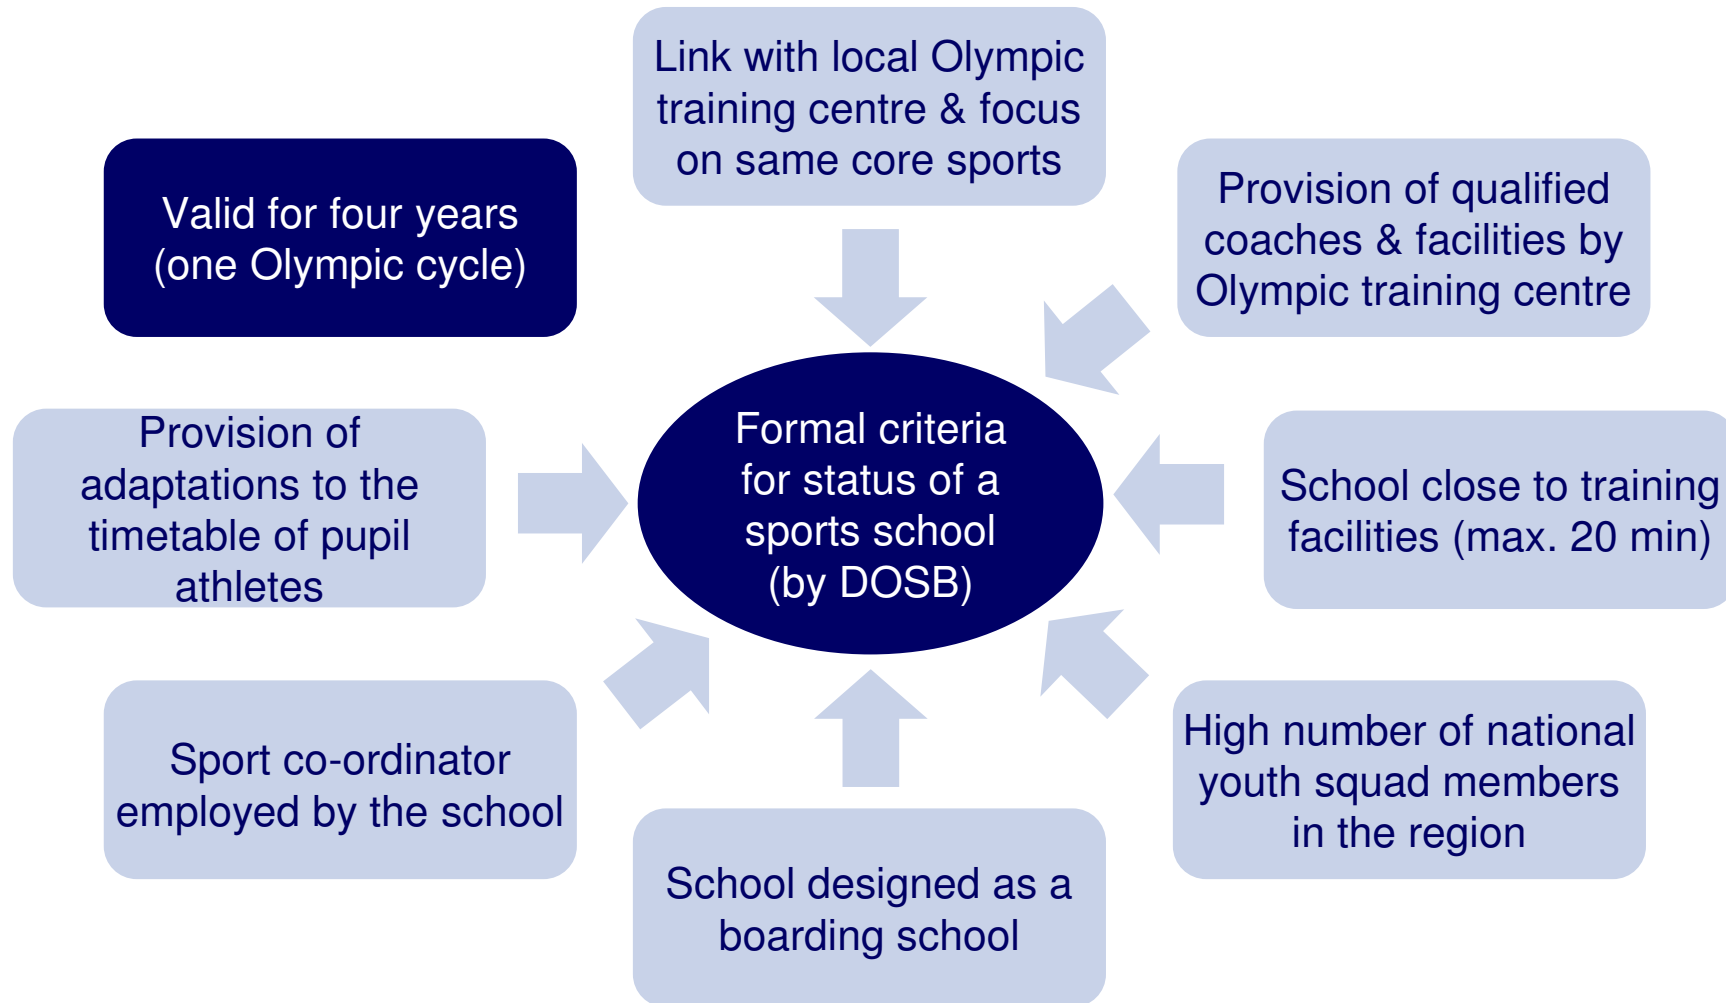 Link with local Olympic
training centre & focus
on same core sports
Valid for four years
(one Olympic cycle)
Provision of qualified
coaches & facilities by
Olympic training centre
Provision of
adaptations to the
timetable of pupil
athletes
Formal criteria
for status of a
sports school
(by DOSB)
School close to training
facilities (max. 20 min)
Sport co-ordinator
employed by the school
High number of national
youth squad members
in the region
School designed as a
boarding school